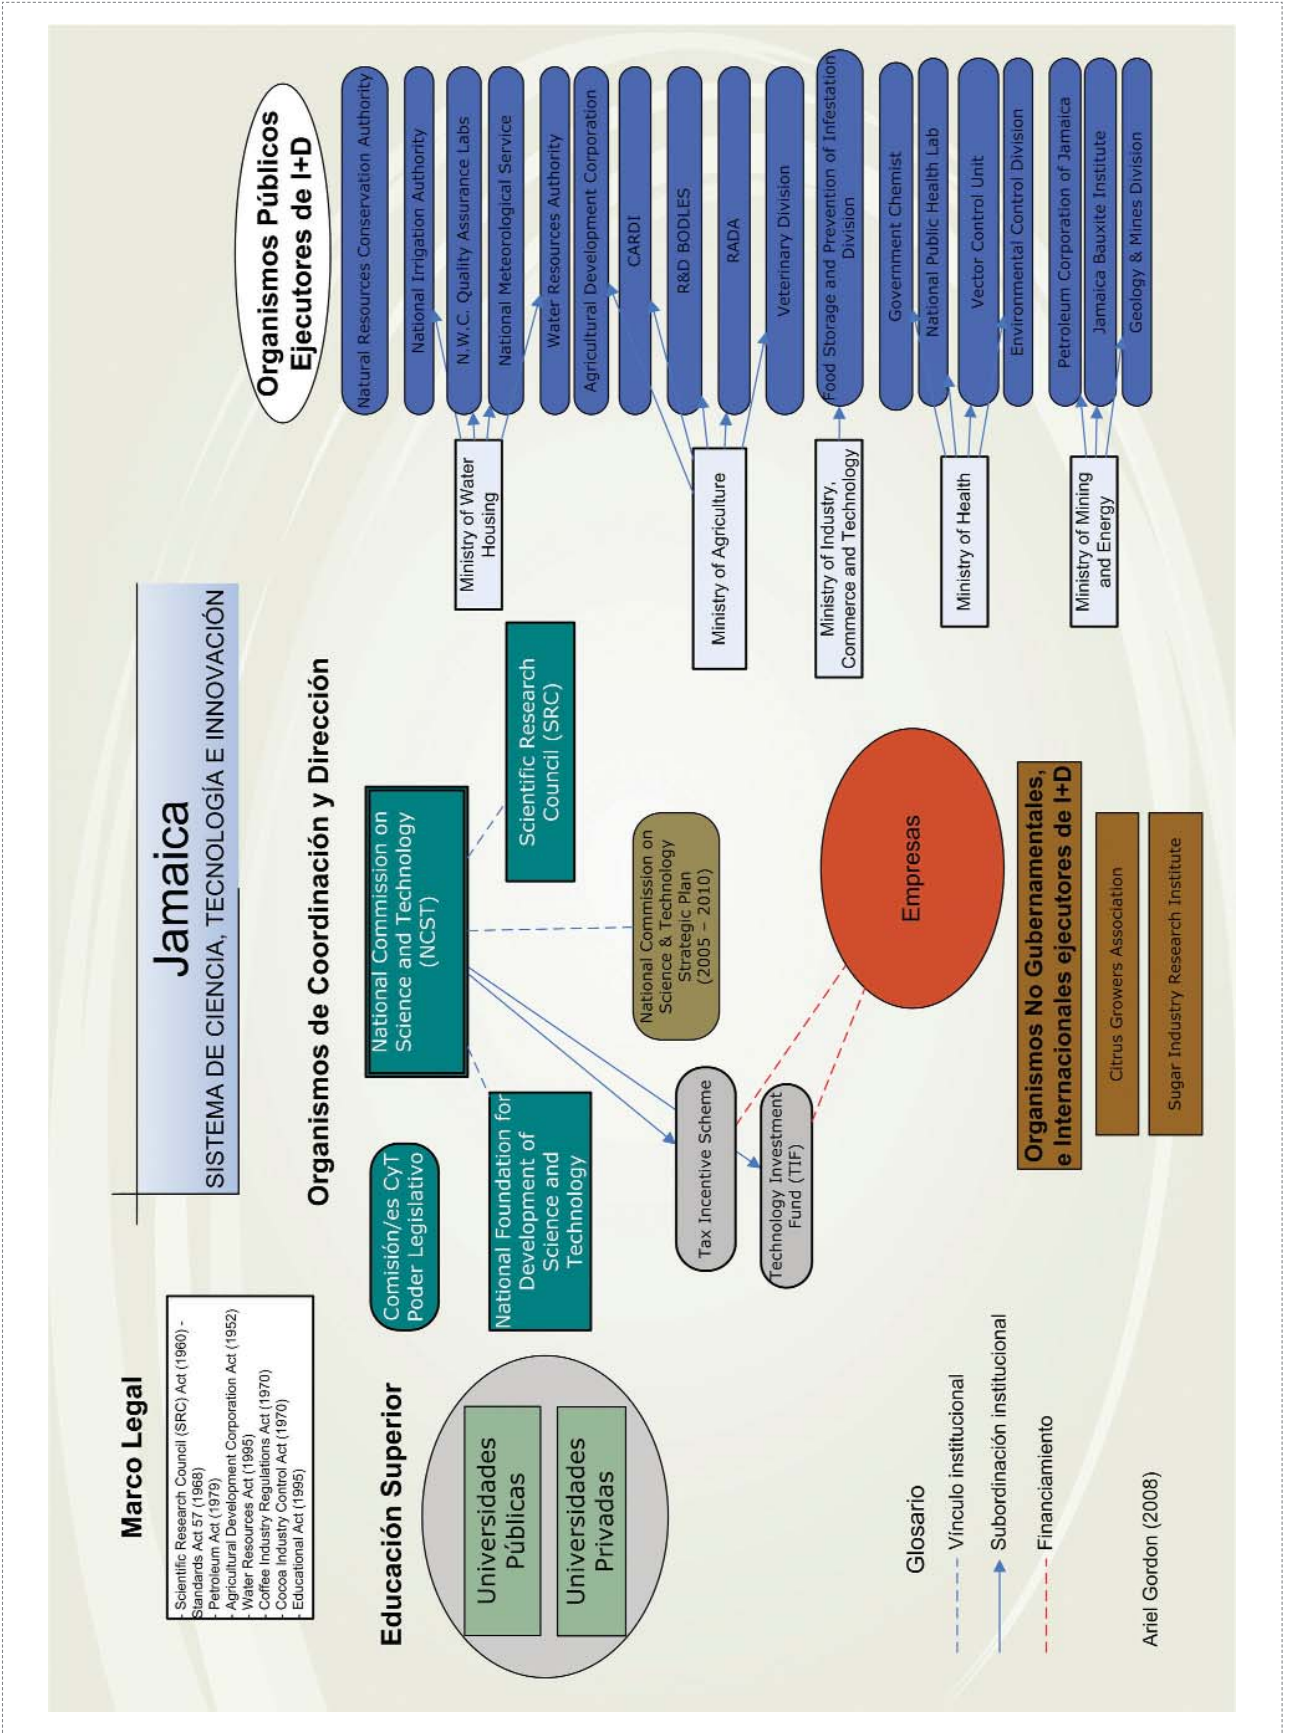 Jamaica
SISTEMA DE CIENCIA, TECNOLOGÍA E INNOVACIÓN
Marco Legal
- Scientific Research Council (SRC) Act (1960) -
Standards Act 57 (1968)
- Petroleum Act (1979)
- Agricultural Development Corporation Act (1952)
- Water Resources Act (1995)
- Coffee Industry Regulations Act (1970)
- Cocoa Industry Control Act (1970)
- Educational Act (1995)
Organismos de Coordinación y Dirección
Comisión/es CyT
Poder Legislativo
National Commission on
Science and Technology
(NCST)
National Foundation for
Development of
Science and
Technology
Scientific Research
Council (SRC)
National Commission on
Science & Technology
Strategic Plan
(2005 – 2010)
Tax Incentive Scheme
Technology Investment
Fund (TIF)
Empresas
Educación Superior
Universidades
Públicas
Universidades
Privadas
Organismos No Gubernamentales,
e Internacionales ejecutores de I+D
Citrus Growers Association
Sugar Industry Research Institute
Organismos Públicos
Ejecutores de I+D
Ministry of Water
Housing
Ministry of Agriculture
Ministry of Industry,
Commerce and Technology
Ministry of Health
Ministry of Mining
and Energy
Natural Resources Conservation Authority
National Irrigation Authority
N.W.C. Quality Assurance Labs
National Meteorological Service
Water Resources Authority
Agricultural Development Corporation
CARDI
R&D BODLES
RADA
Veterinary Division
Food Storage and Prevention of Infestation
Division
Government Chemist
National Public Health Lab
Vector Control Unit
Environmental Control Division
Petroleum Corporation of Jamaica
Jamaica Bauxite Institute
Geology & Mines Division
Glosario
Vínculo institucional
Subordinación institucional
Financiamiento
Ariel Gordon (2008)